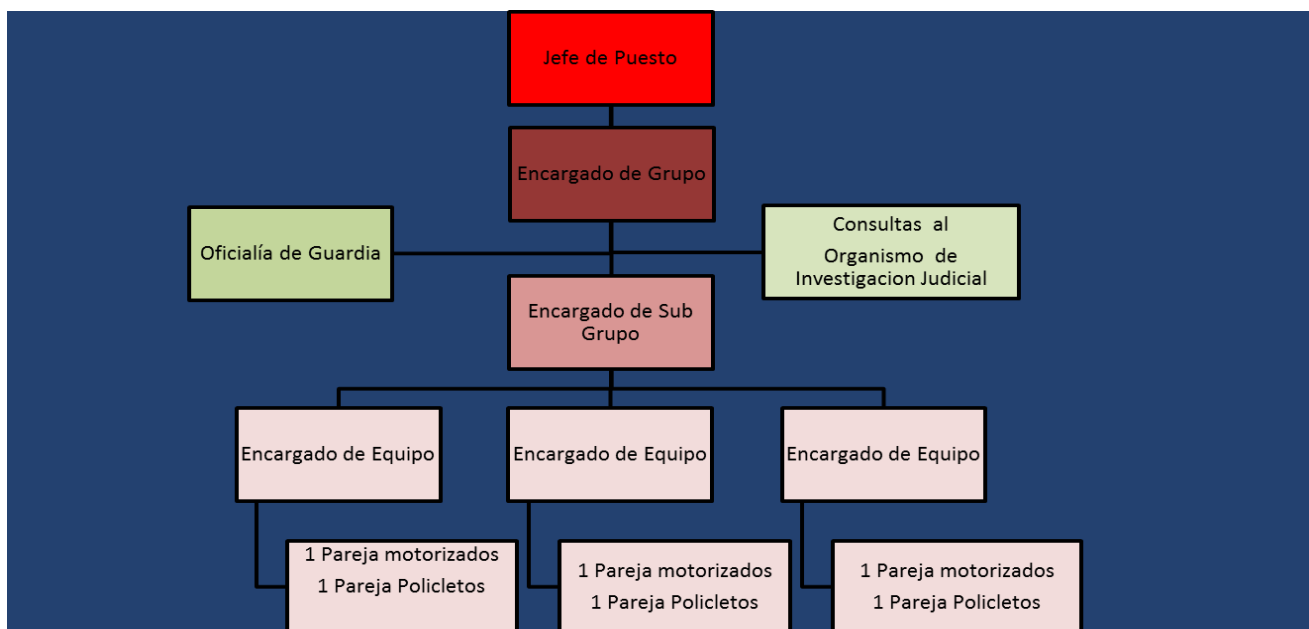 Jefe de Puesto
Encargado de Grupo
Oficialía de Guardia
Consultas al
Organismo de
Investigacion Judicial
Encargado de Sub
Grupo
Encargado de Equipo
Encargado de Equipo
Encargado de Equipo
1 Pareja motorizados
1 Pareja Policletos
1 Pareja motorizados
1 Pareja Policletos
1 Pareja motorizados
1 Pareja Policletos